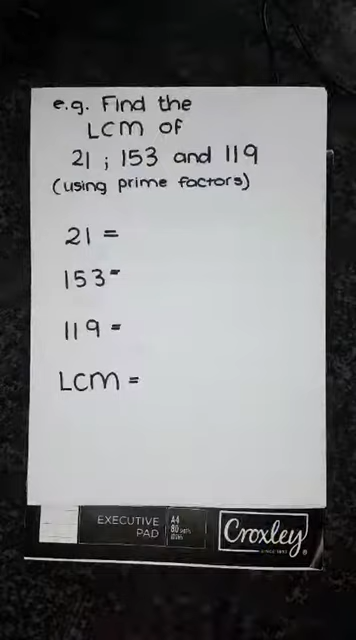 e.g. Find the
LCM of
21 ; 153 and 119
(using prime factors)
21 =
153 =
119 =
LCM =
EXECUTIVE
PAD
A4
80
Croxley